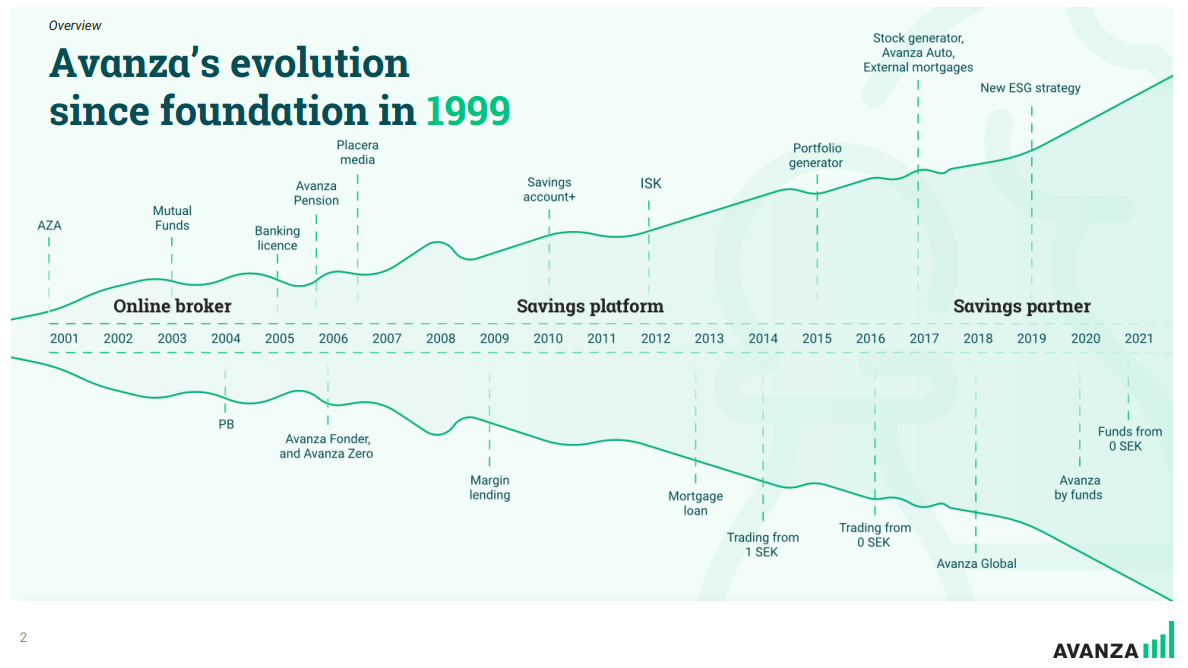 Overview
Avanza's evolution
since foundation in 1999
Stock generator,
Avanza Auto,
External mortgages
New ESG strategy
Placera
media
Portfolio
generator
Avanza
Pension
Savings
account+
ISK
AZA
Mutual
Funds
Banking
licence
Online broker
Savings platform
Savings partner
2001 2002 2003 2004 2005 2006 2007 2008 2009 2010 2011 2012 2013 2014 2015 2016 2017 2018 2019 2020 2021
PB
Avanza Fonder,
and Avanza Zero
Margin
lending
Mortgage
loan
Trading from
1 SEK
Trading from
0 SEK
Avanza Global
Avanza
by funds
Funds from
0 SEK
2
AVANZA